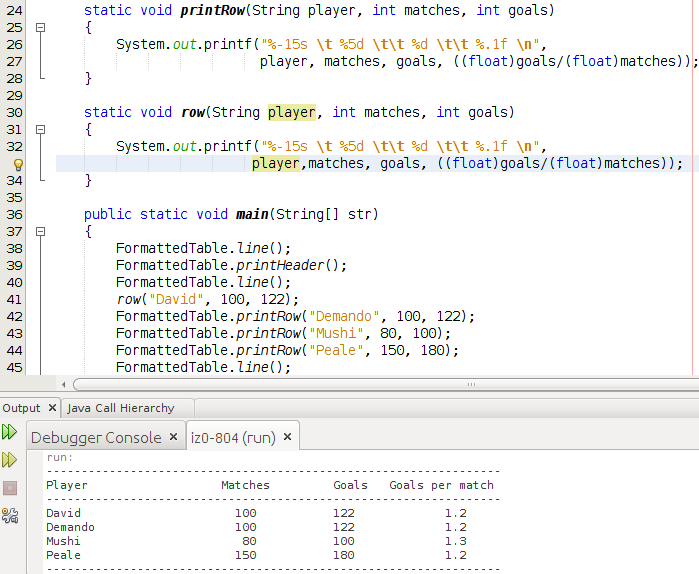 24 static void printRow(String player, int matches, int goals)
25 {
26 System.out.printf("%-15s \t %5d \t\t %d \t\t %.1f \n",
27 player, matches, goals, ((float)goals/(float)matches));
28 }
29
30 static void row(String player, int matches, int goals)
31 {
32 System.out.printf("%-15s \t %5d \t\t %d \t\t %.1f \n",
player,matches, goals, ((float)goals/(float)matches));
34 }
35
36 public static void main(String[] str)
37 {
38 FormattedTable.line();
39 FormattedTable.printHeader();
40 FormattedTable.line();
41 row("David", 100, 122);
42 FormattedTable.printRow("Demando", 100, 122);
43 FormattedTable.printRow("Mushi", 80, 100);
44 FormattedTable.printRow("Peale", 150, 180);
45 FormattedTable.line();
Output Java Call Hierarchy
Debugger Console iz0-804 (run)
run:
-----------------------------------------------------------------
Player Matches Goals Goals per match
-----------------------------------------------------------------
David 100 122 1.2
Demando 100 122 1.2
Mushi 80 100 1.3
Peale 150 180 1.2
-----------------------------------------------------------------